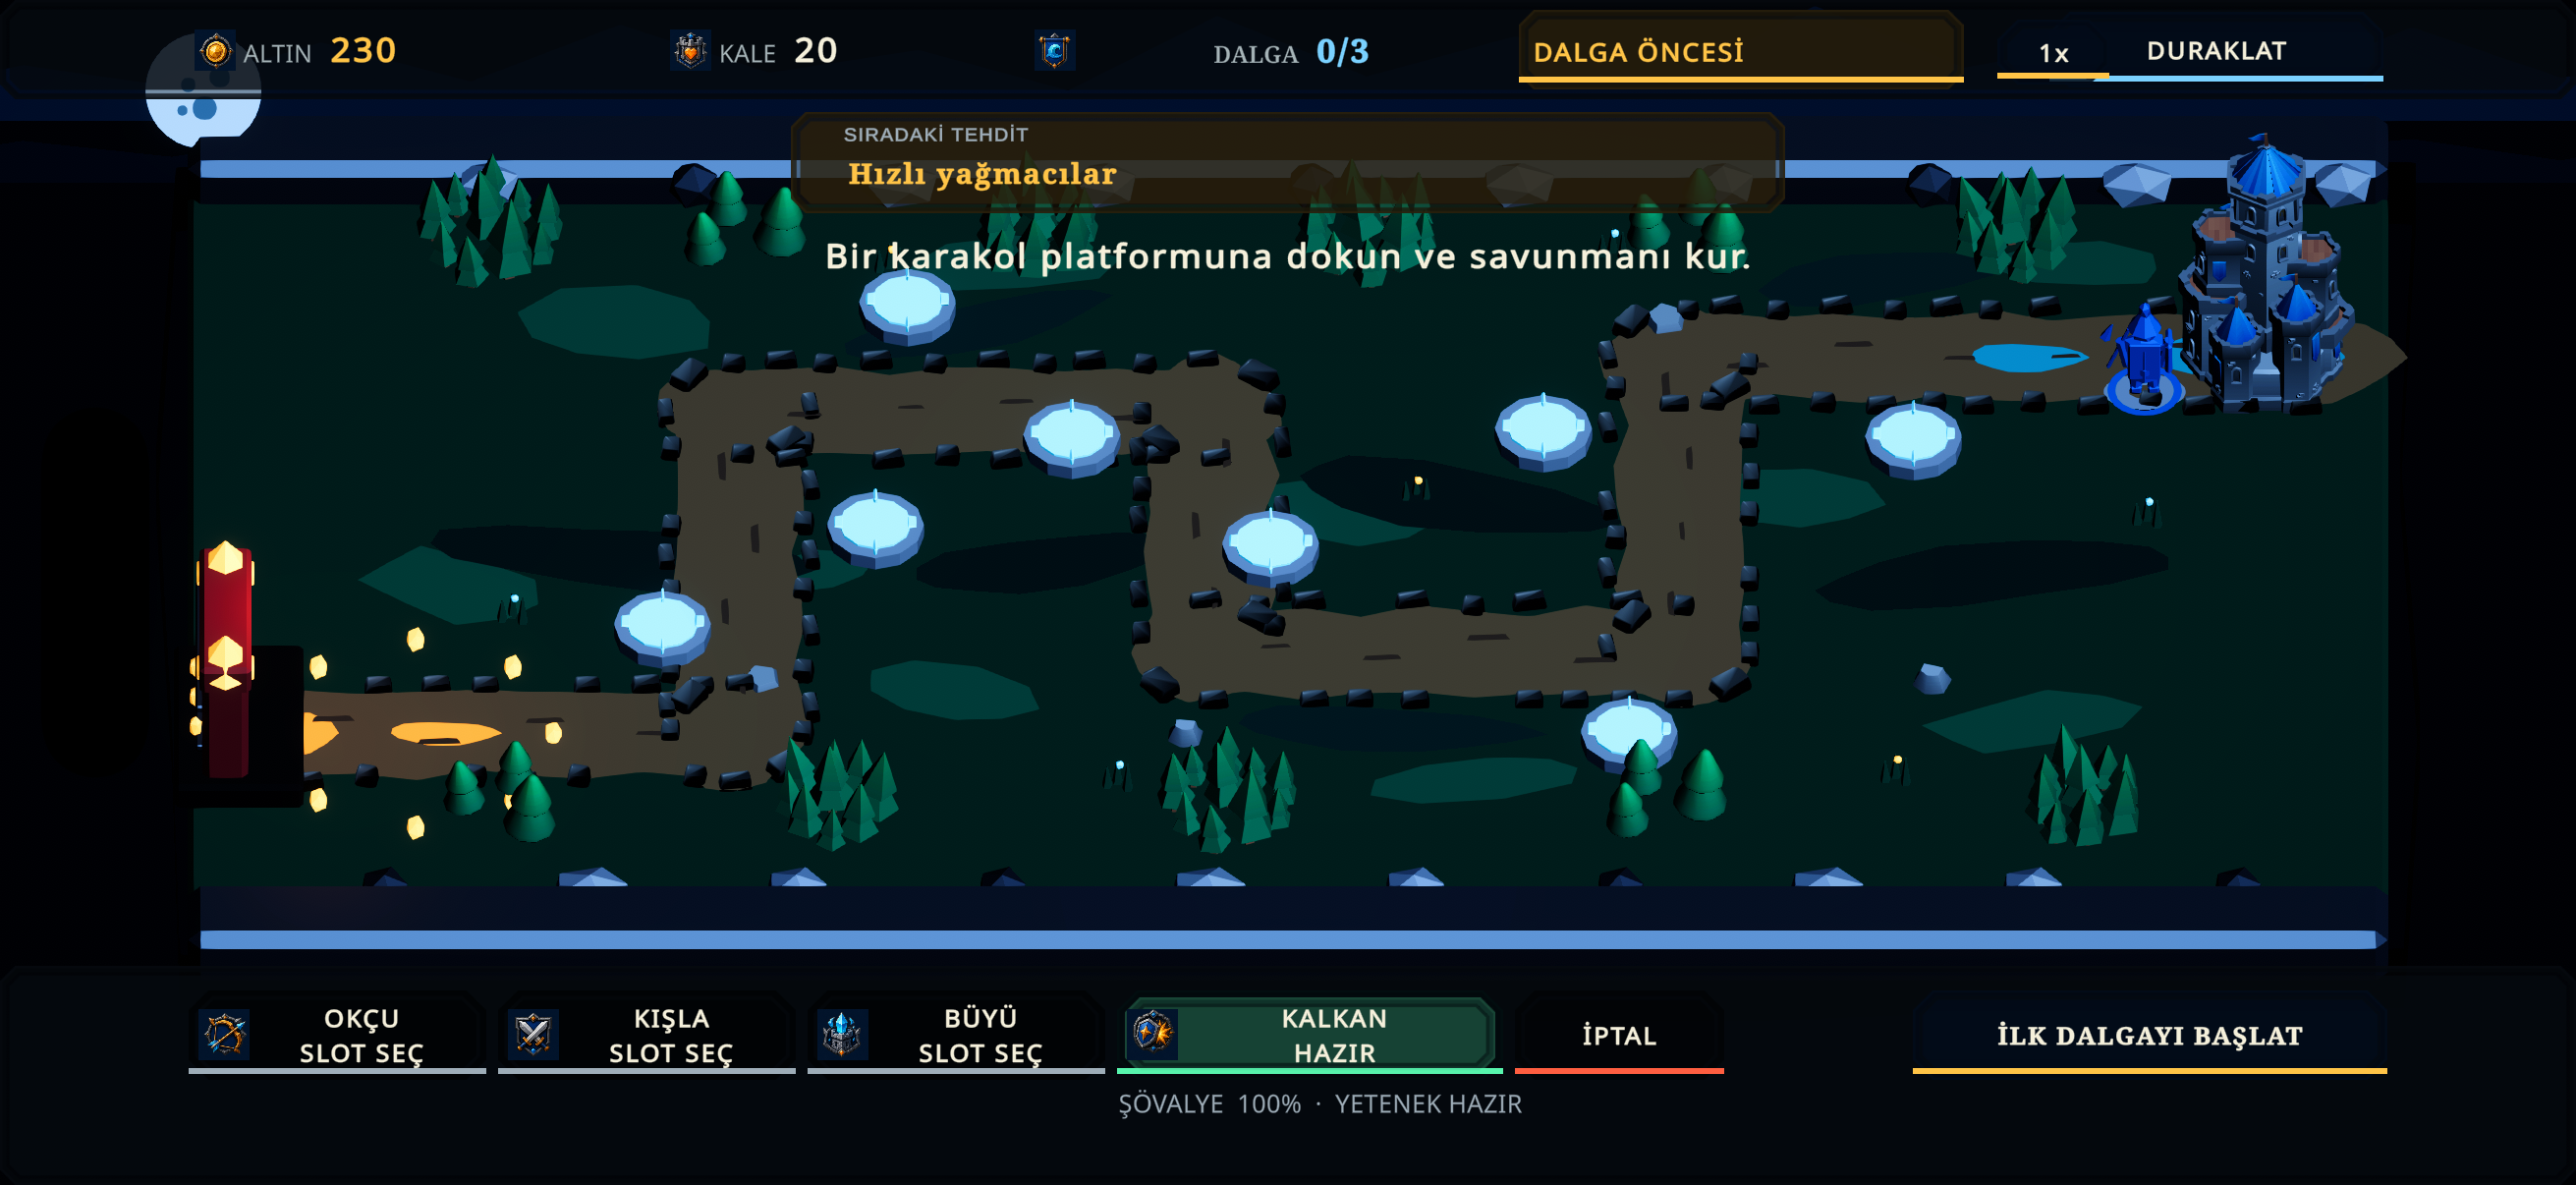 ALTIN 230
KALE 20
DALGA 0/3
DALGA ÖNCESİ
1x
DURAKLAT
SIRADAKİ TEHDİT
Hızlı yağmacılar
Bir karakol platformuna dokun ve savunmanı kur.
OKÇU
SLOT SEÇ
KIŞLA
SLOT SEÇ
BÜYÜ
SLOT SEÇ
KALKAN
HAZIR
İPTAL
İLK DALGAYI BAŞLAT
ŞÖVALYE 100% · YETENEK HAZIR